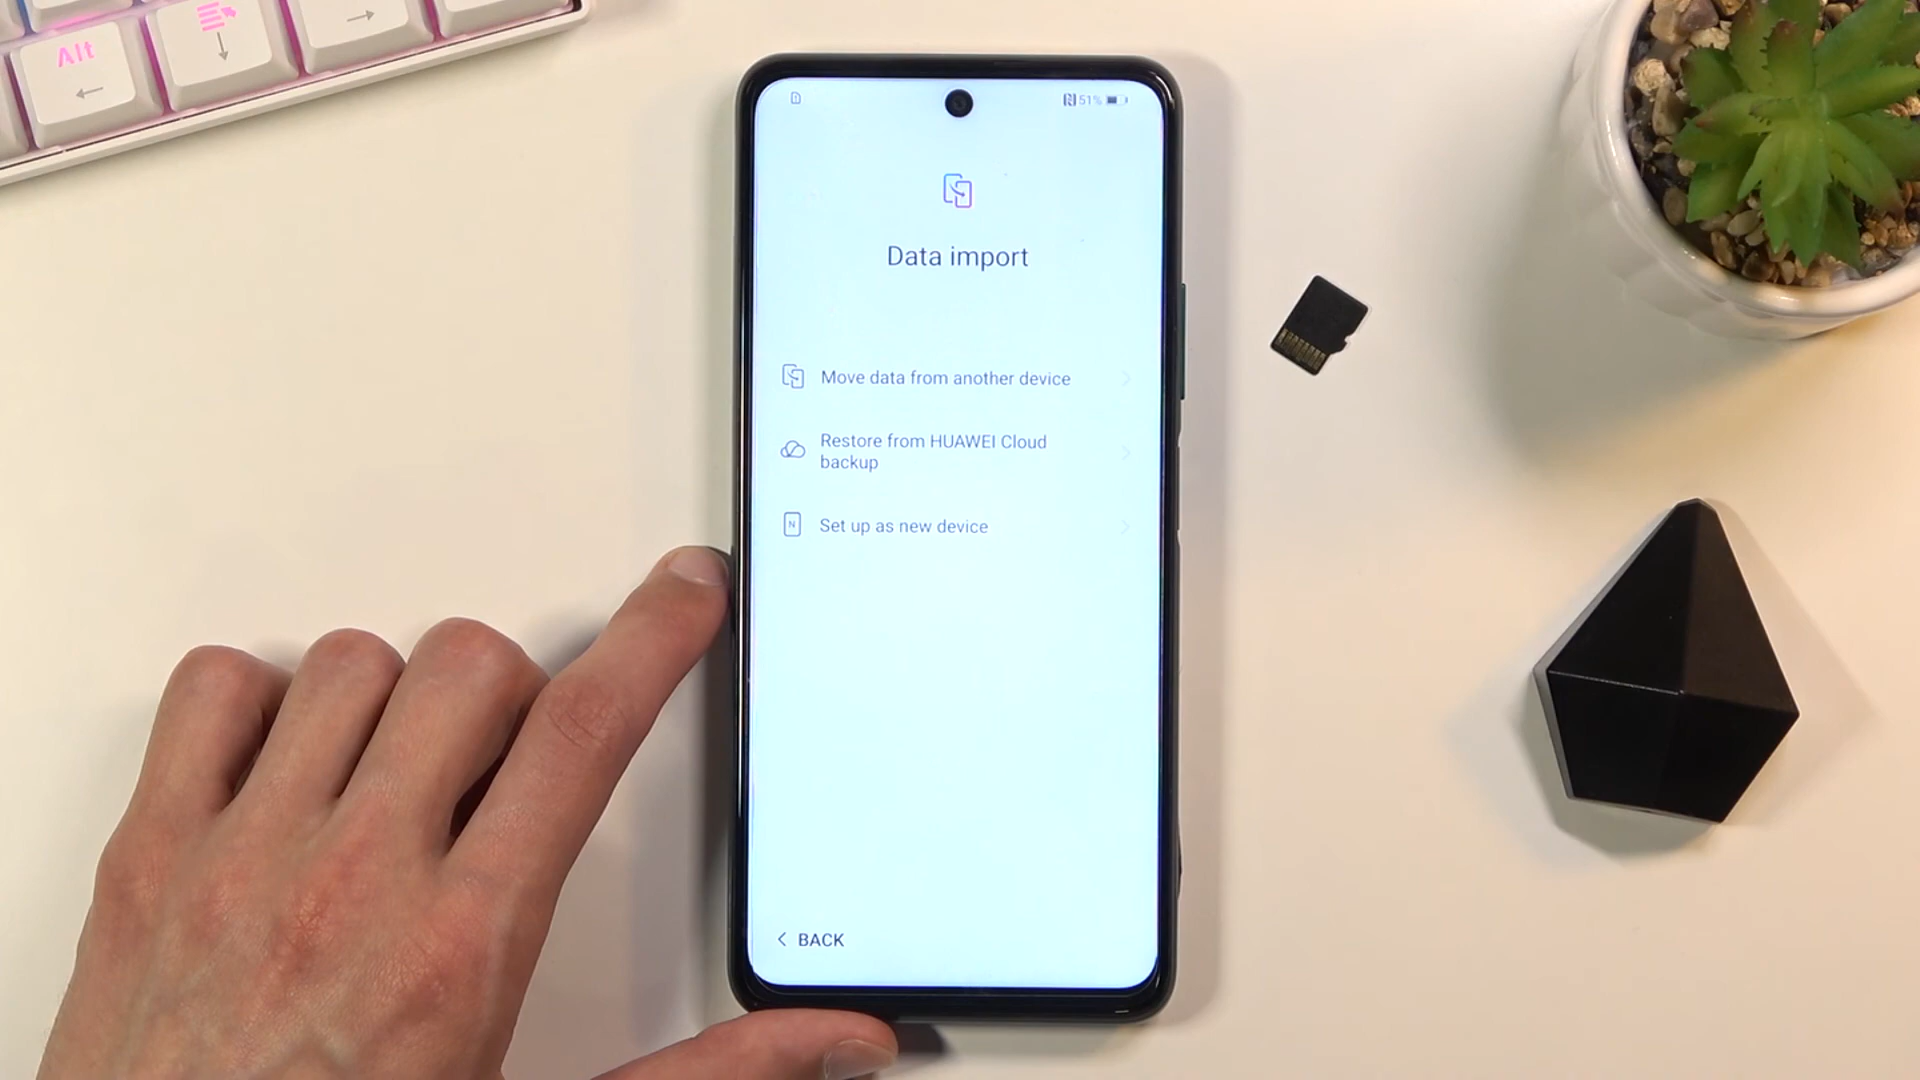 Alt
51%
Data import
Move data from another device
Restore from HUAWEI Cloud
backup
N
Set up as new device
BACK